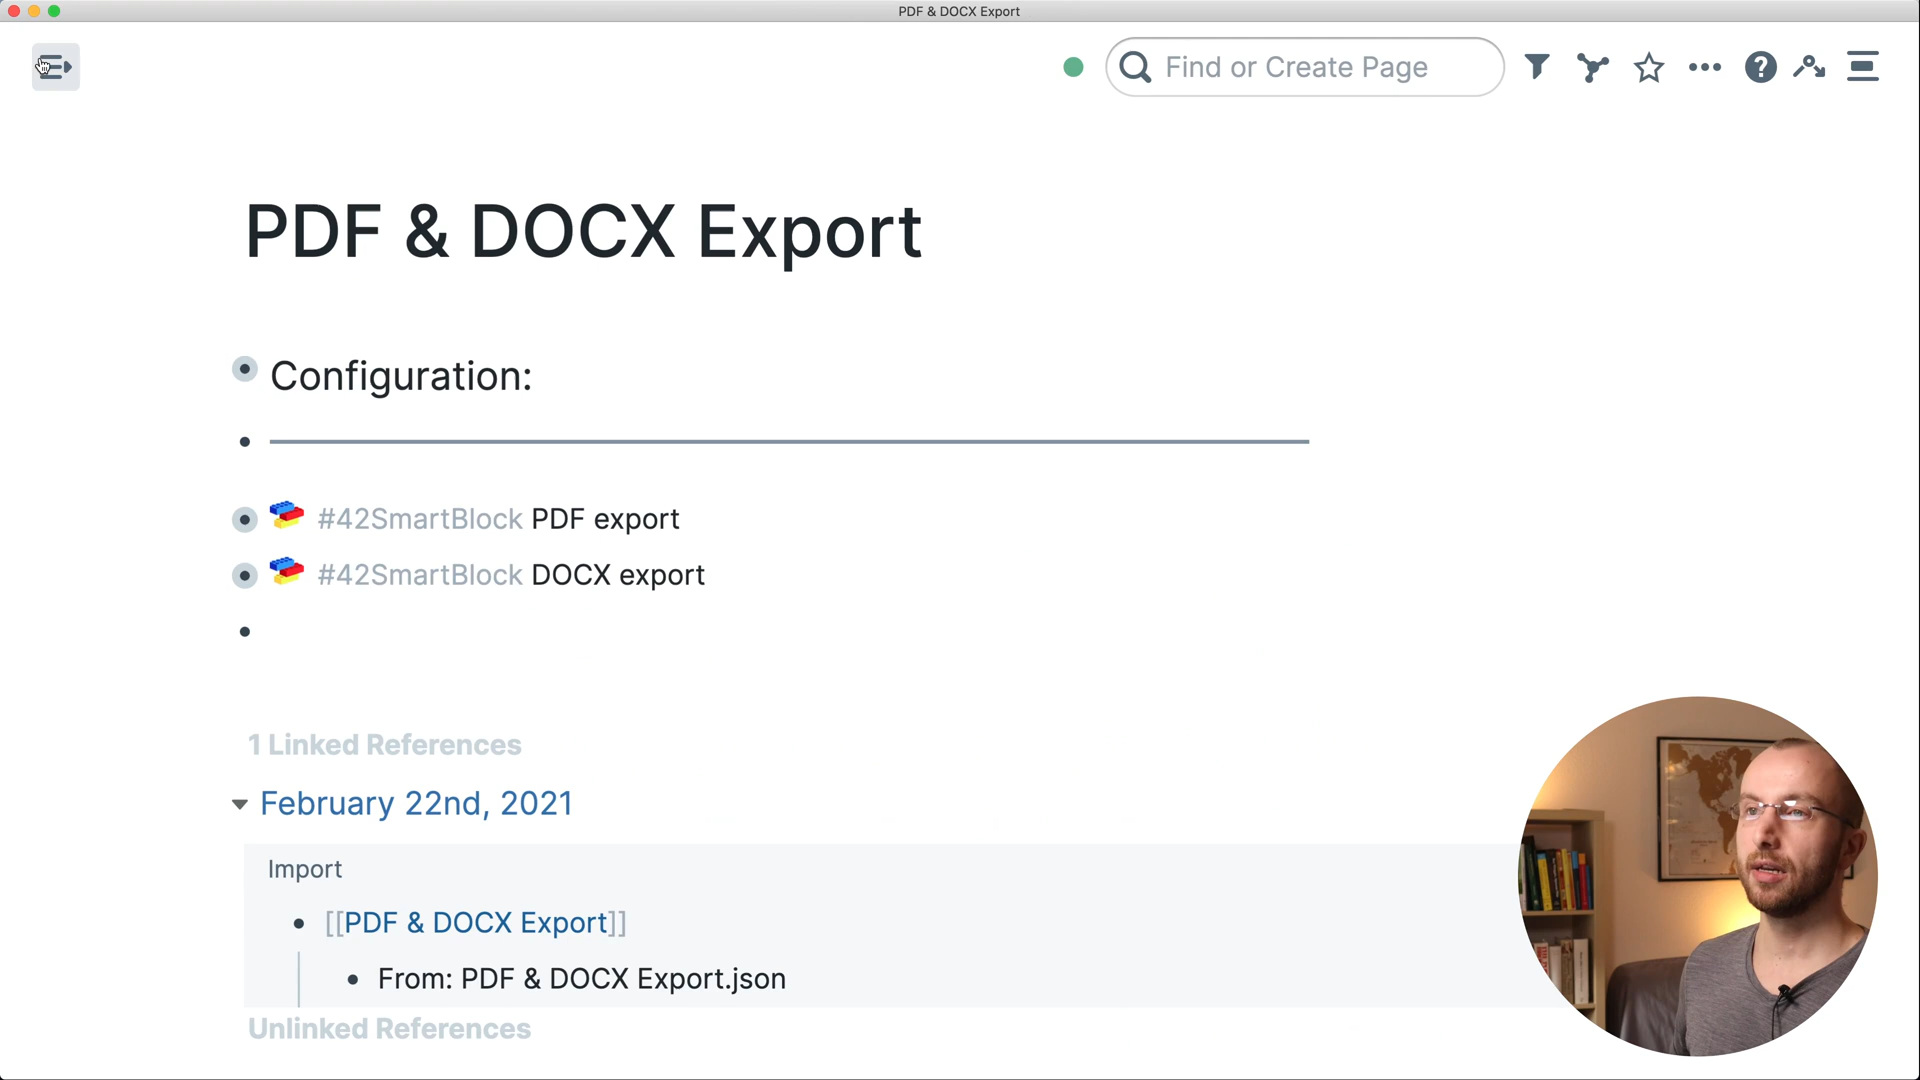 PDF & DOCX Export
Find or Create Page
PDF & DOCX Export
Configuration:
#42SmartBlock PDF export
#42SmartBlock DOCX export
1 Linked References
February 22nd, 2021
Import
[[PDF & DOCX Export]]
From: PDF & DOCX Export.json
Unlinked References